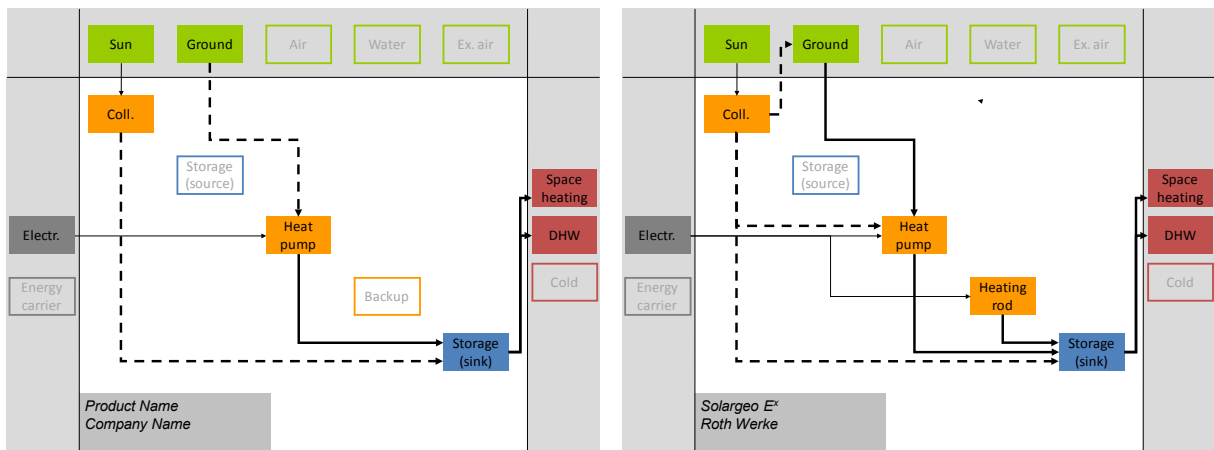 Sun
Ground
Air
Water
Ex. air
Coll.
Storage
(source)
Space
heating
Electr.
Heat
pump
DHW
Energy
carrier
Backup
Cold
Storage
(sink)
Product Name
Company Name
Sun
Ground
Air
Water
Ex. air
Coll.
Storage
(source)
Space
heating
Electr.
Heat
pump
DHW
Energy
carrier
Heating
rod
Cold
Storage
(sink)
Solargeo Eˣ
Roth Werke